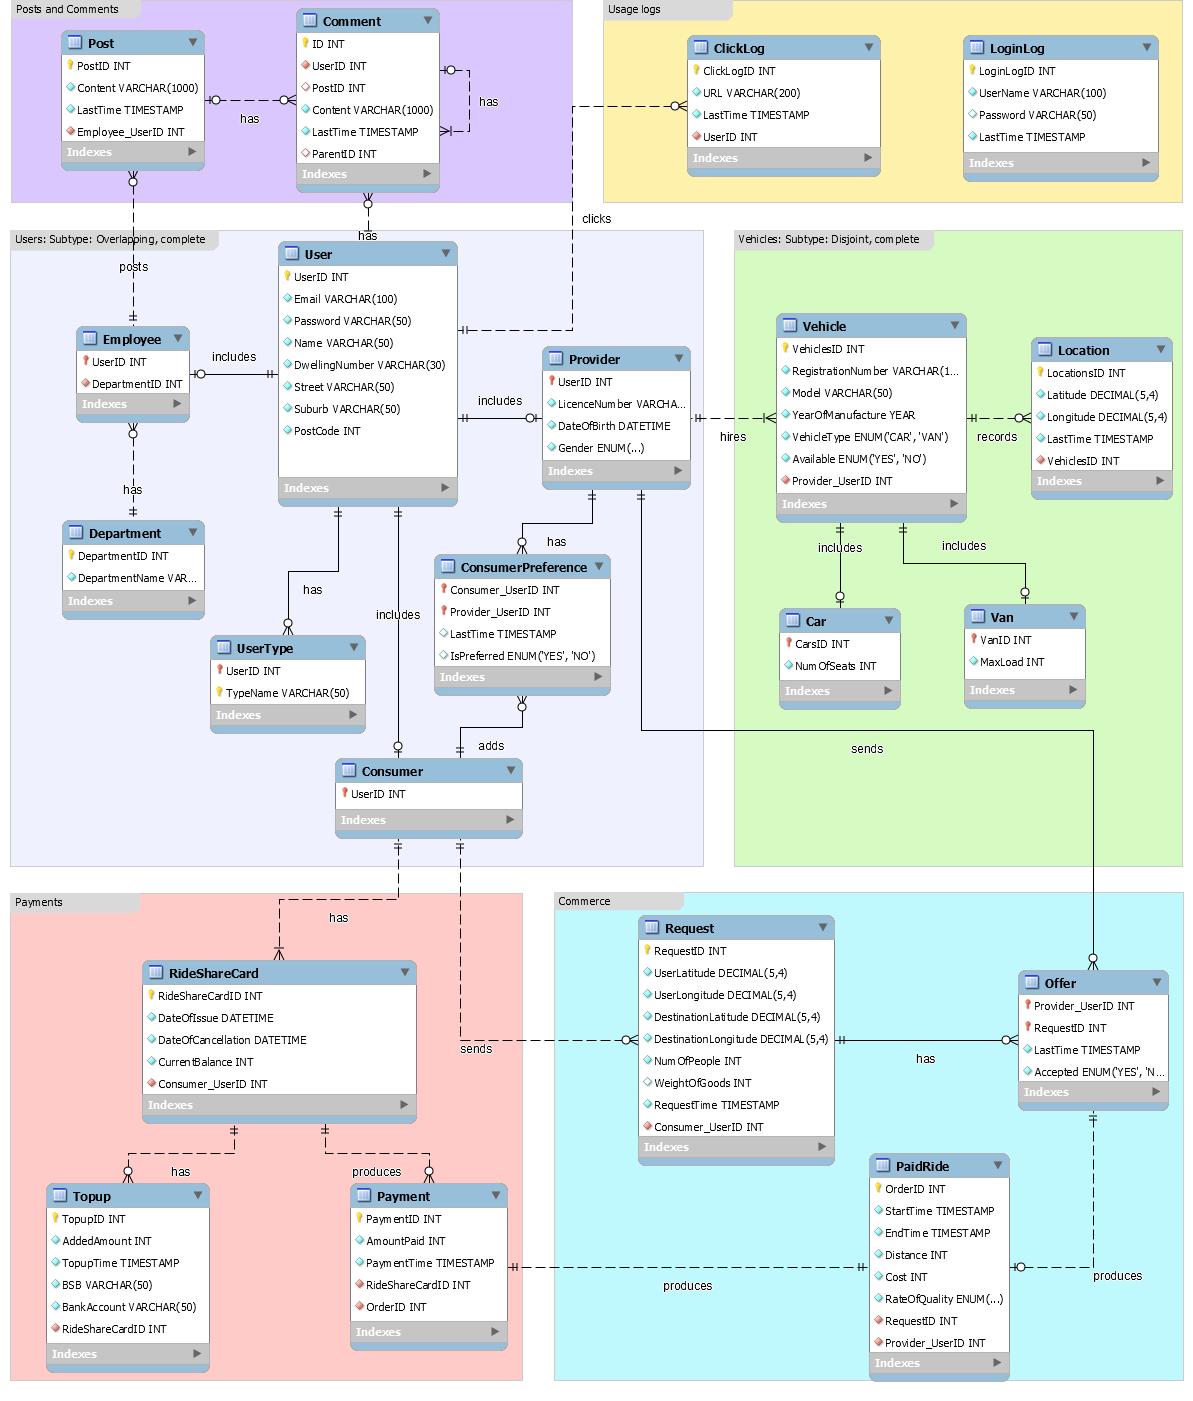 Posts and Comments
Post
PostID INT
Content VARCHAR(1000)
LastTime TIMESTAMP
Employee_UserID INT
Indexes
has
Comment
ID INT
UserID INT
PostID INT
Content VARCHAR(1000)
LastTime TIMESTAMP
ParentID INT
Indexes
has
Usage logs
ClickLog
ClickLogID INT
URL VARCHAR(200)
LastTime TIMESTAMP
UserID INT
Indexes
LoginLog
LoginLogID INT
UserName VARCHAR(100)
Password VARCHAR(50)
LastTime TIMESTAMP
Indexes
clicks
has
posts
Users: Subtype: Overlapping, complete
User
UserID INT
Email VARCHAR(100)
Password VARCHAR(50)
Name VARCHAR(50)
DwellingNumber VARCHAR(30)
Street VARCHAR(50)
Suburb VARCHAR(50)
PostCode INT
Indexes
Employee
UserID INT
DepartmentID INT
Indexes
includes
has
Department
DepartmentID INT
DepartmentName VAR...
Indexes
includes
Provider
UserID INT
LicenceNumber VARCHA...
DateOfBirth DATETIME
Gender ENUM(...)
Indexes
hires
has
ConsumerPreference
Consumer_UserID INT
Provider_UserID INT
LastTime TIMESTAMP
IsPreferred ENUM('YES', 'NO')
Indexes
has
UserType
UserID INT
TypeName VARCHAR(50)
Indexes
includes
adds
Consumer
UserID INT
Indexes
Vehicles: Subtype: Disjoint, complete
Vehicle
VehiclesID INT
RegistrationNumber VARCHAR(1...
Model VARCHAR(50)
YearOfManufacture YEAR
VehicleType ENUM('CAR', 'VAN')
Available ENUM('YES', 'NO')
Provider_UserID INT
Indexes
records
Location
LocationsID INT
Latitude DECIMAL(5,4)
Longitude DECIMAL(5,4)
LastTime TIMESTAMP
VehiclesID INT
Indexes
includes
includes
Car
CarsID INT
NumOfSeats INT
Indexes
Van
VanID INT
MaxLoad INT
Indexes
sends
Payments
has
RideShareCard
RideShareCardID INT
DateOfIssue DATETIME
DateOfCancellation DATETIME
CurrentBalance INT
Consumer_UserID INT
Indexes
has
produces
Topup
TopupID INT
AddedAmount INT
TopupTime TIMESTAMP
BSB VARCHAR(50)
BankAccount VARCHAR(50)
RideShareCardID INT
Indexes
Payment
PaymentID INT
AmountPaid INT
PaymentTime TIMESTAMP
RideShareCardID INT
OrderID INT
Indexes
sends
Commerce
Request
RequestID INT
UserLatitude DECIMAL(5,4)
UserLongitude DECIMAL(5,4)
DestinationLatitude DECIMAL(5,4)
DestinationLongitude DECIMAL(5,4)
NumOfPeople INT
WeightOfGoods INT
RequestTime TIMESTAMP
Consumer_UserID INT
Indexes
has
Offer
Provider_UserID INT
RequestID INT
LastTime TIMESTAMP
Accepted ENUM('YES', 'N...
Indexes
PaidRide
OrderID INT
StartTime TIMESTAMP
EndTime TIMESTAMP
Distance INT
Cost INT
RateOfQuality ENUM(...)
RequestID INT
Provider_UserID INT
Indexes
produces
produces